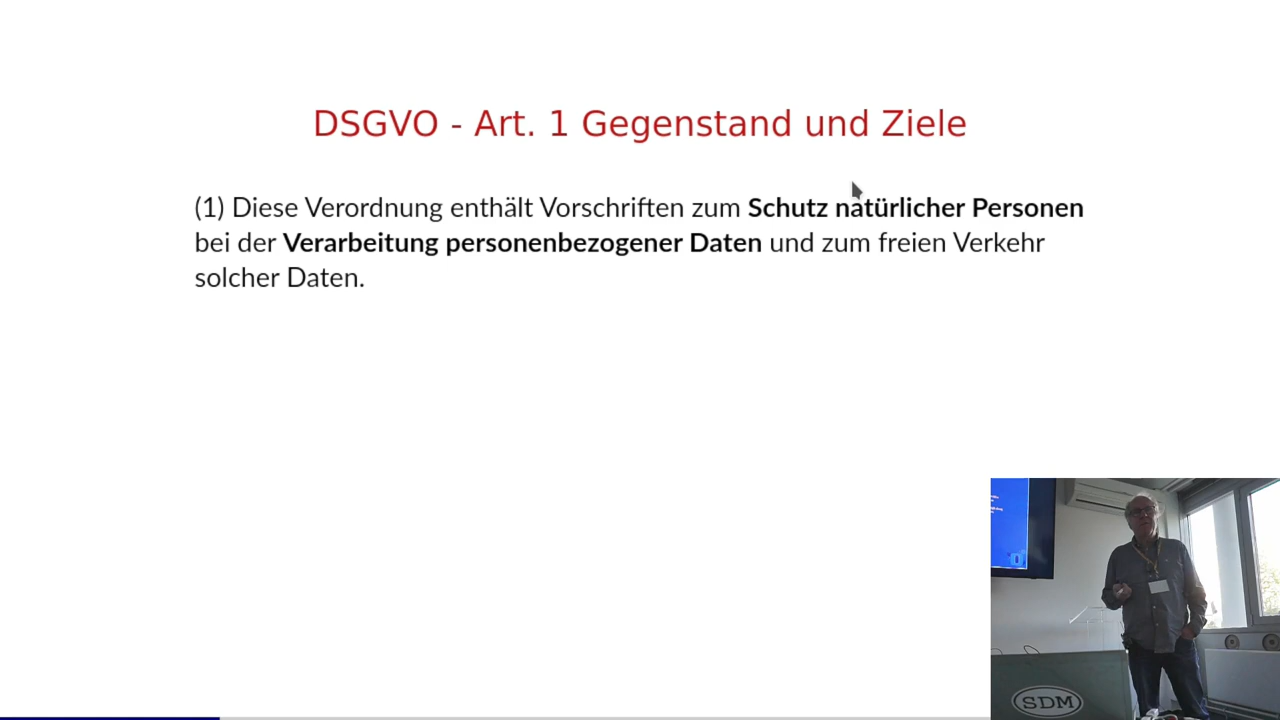 DSGVO - Art. 1 Gegenstand und Ziele
(1) Diese Verordnung enthält Vorschriften zum Schutz natürlicher Personen
bei der Verarbeitung personenbezogener Daten und zum freien Verkehr
solcher Daten.
SDM